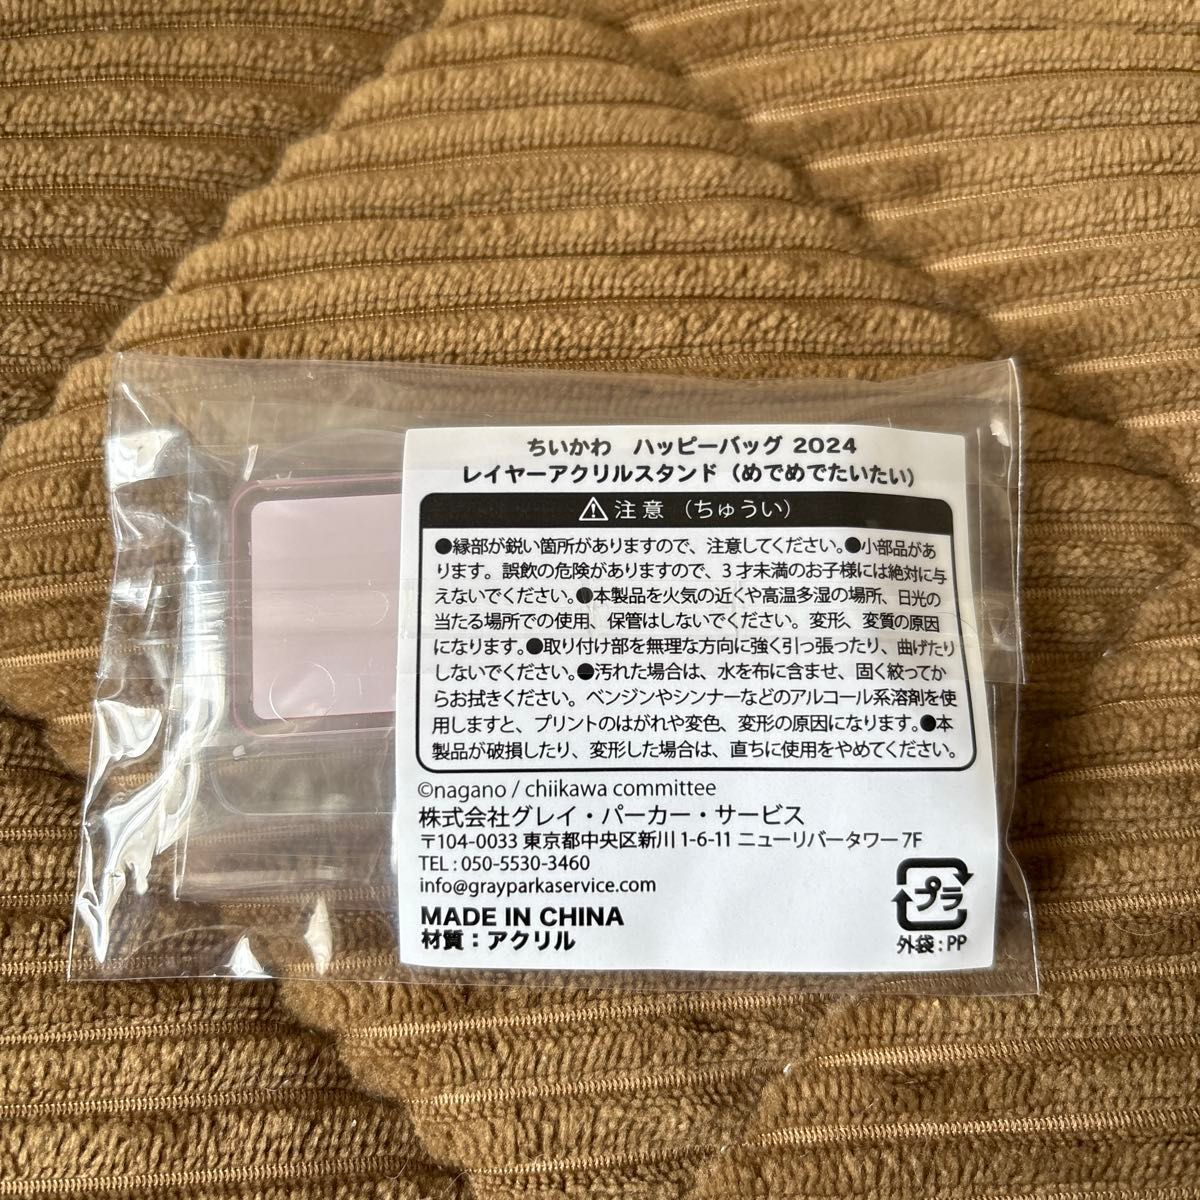 ちいかわ ハッピーバッグ 2024
レイヤーアクリルスタンド（めでめでたいたい）
注意（ちゅうい）
●縁部が鋭い箇所がありますので、注意してください。●小部品があ
ります。誤飲の危険がありますので、3才未満のお子様には絶対に与
えないでください。●本製品を火気の近くや高温多湿の場所、日光の
当たる場所での使用、保管はしないでください。変形、変質の原因
になります。●取り付け部を無理な方向に強く引っ張ったり、曲げたり
しないでください。●汚れた場合は、水を布に含ませ、固く絞ってか
らお拭きください。ベンジンやシンナーなどのアルコール系溶剤を使
用しますと、プリントのはがれや変色、変形の原因になります。●本
製品が破損したり、変形した場合は、直ちに使用をやめてください。
©nagano / chiikawa committee
株式会社グレイ・パーカー・サービス
〒104-0033 東京都中央区新川 1-6-11 ニューリバータワー 7F
TEL : 050-5530-3460
info@grayparkaservice.com
MADE IN CHINA
材質：アクリル
プラ
外袋 : PP